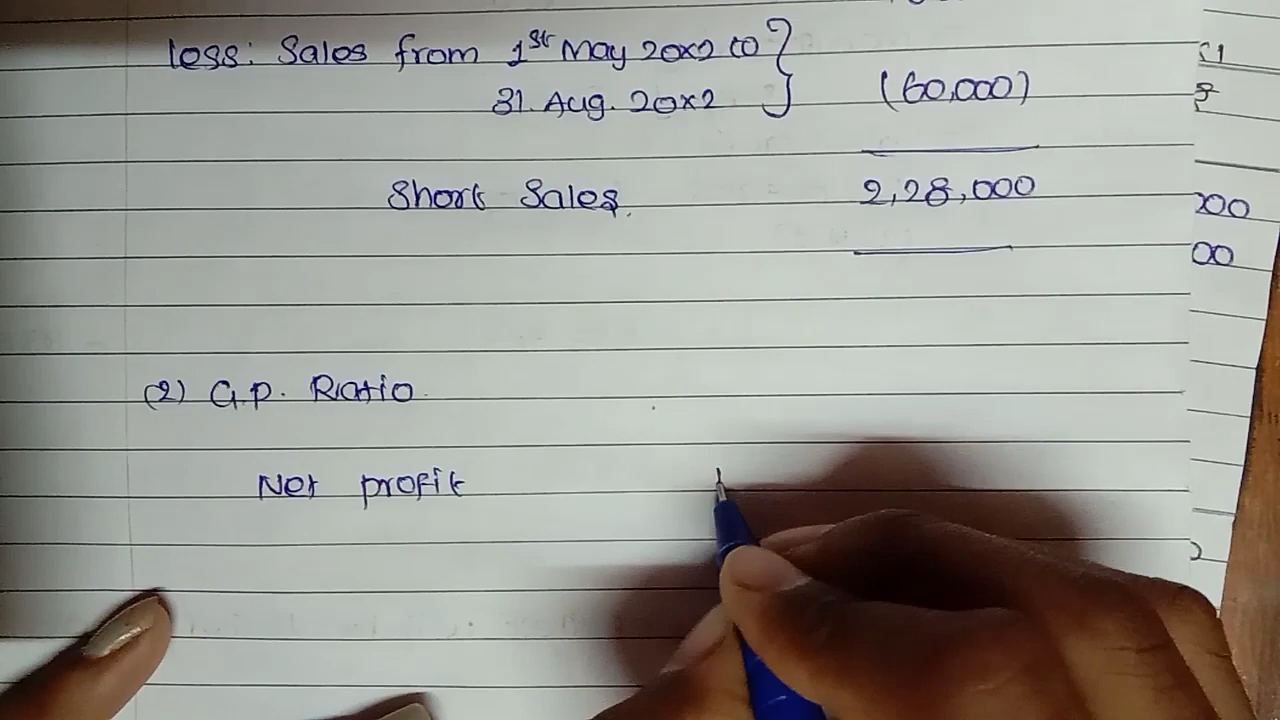 less: Sales from 1st May 20x2 to
31. Aug. 20x2 (60,000)
Short Sales. 2,28,000
(2) G.P. Ratio.
Net profit
00